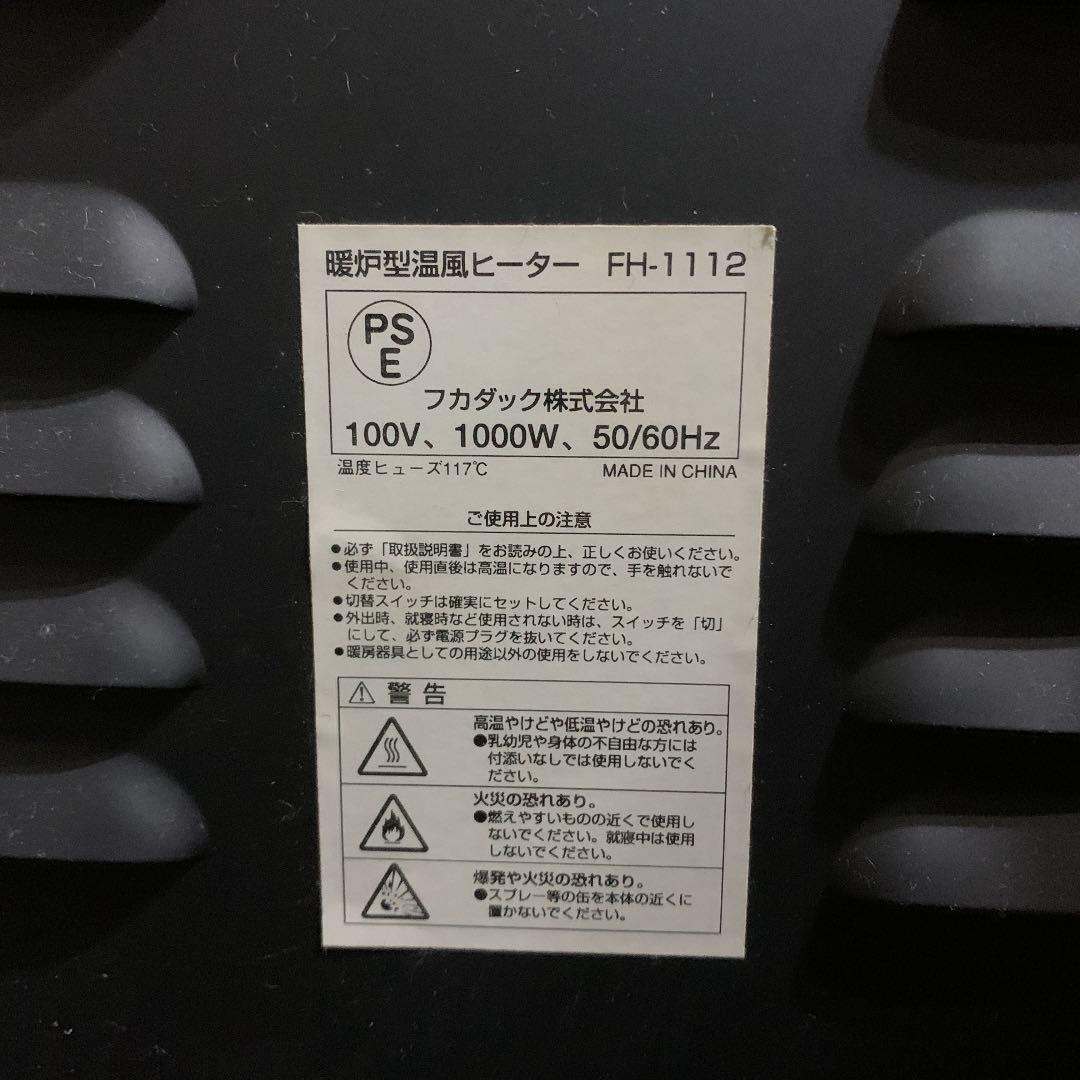 暖炉型温風ヒーター FH-1112
PS
E
フカダック株式会社
100V、1000W、50/60Hz
温度ヒューズ117℃ MADE IN CHINA
ご使用上の注意
●必ず「取扱説明書」をお読みの上、正しくお使いください。
●使用中、使用直後は高温になりますので、手を触れないで
ください。
●切替スイッチは確実にセットしてください。
●外出時、就寝時など使用されない時は、スイッチを「切」
にして、必ず電源プラグを抜いてください。
●暖房器具としての用途以外の使用をしないでください。
⚠ 警告
高温やけどや低温やけどの恐れあり。
●乳幼児や身体の不自由な方には
付添いなしでは使用しないでく
ださい。
火災の恐れあり。
●燃えやすいものの近くで使用し
ないでください。就寝中は使用
しないでください。
爆発や火災の恐れあり。
●スプレー等の缶を本体の近くに
置かないでください。